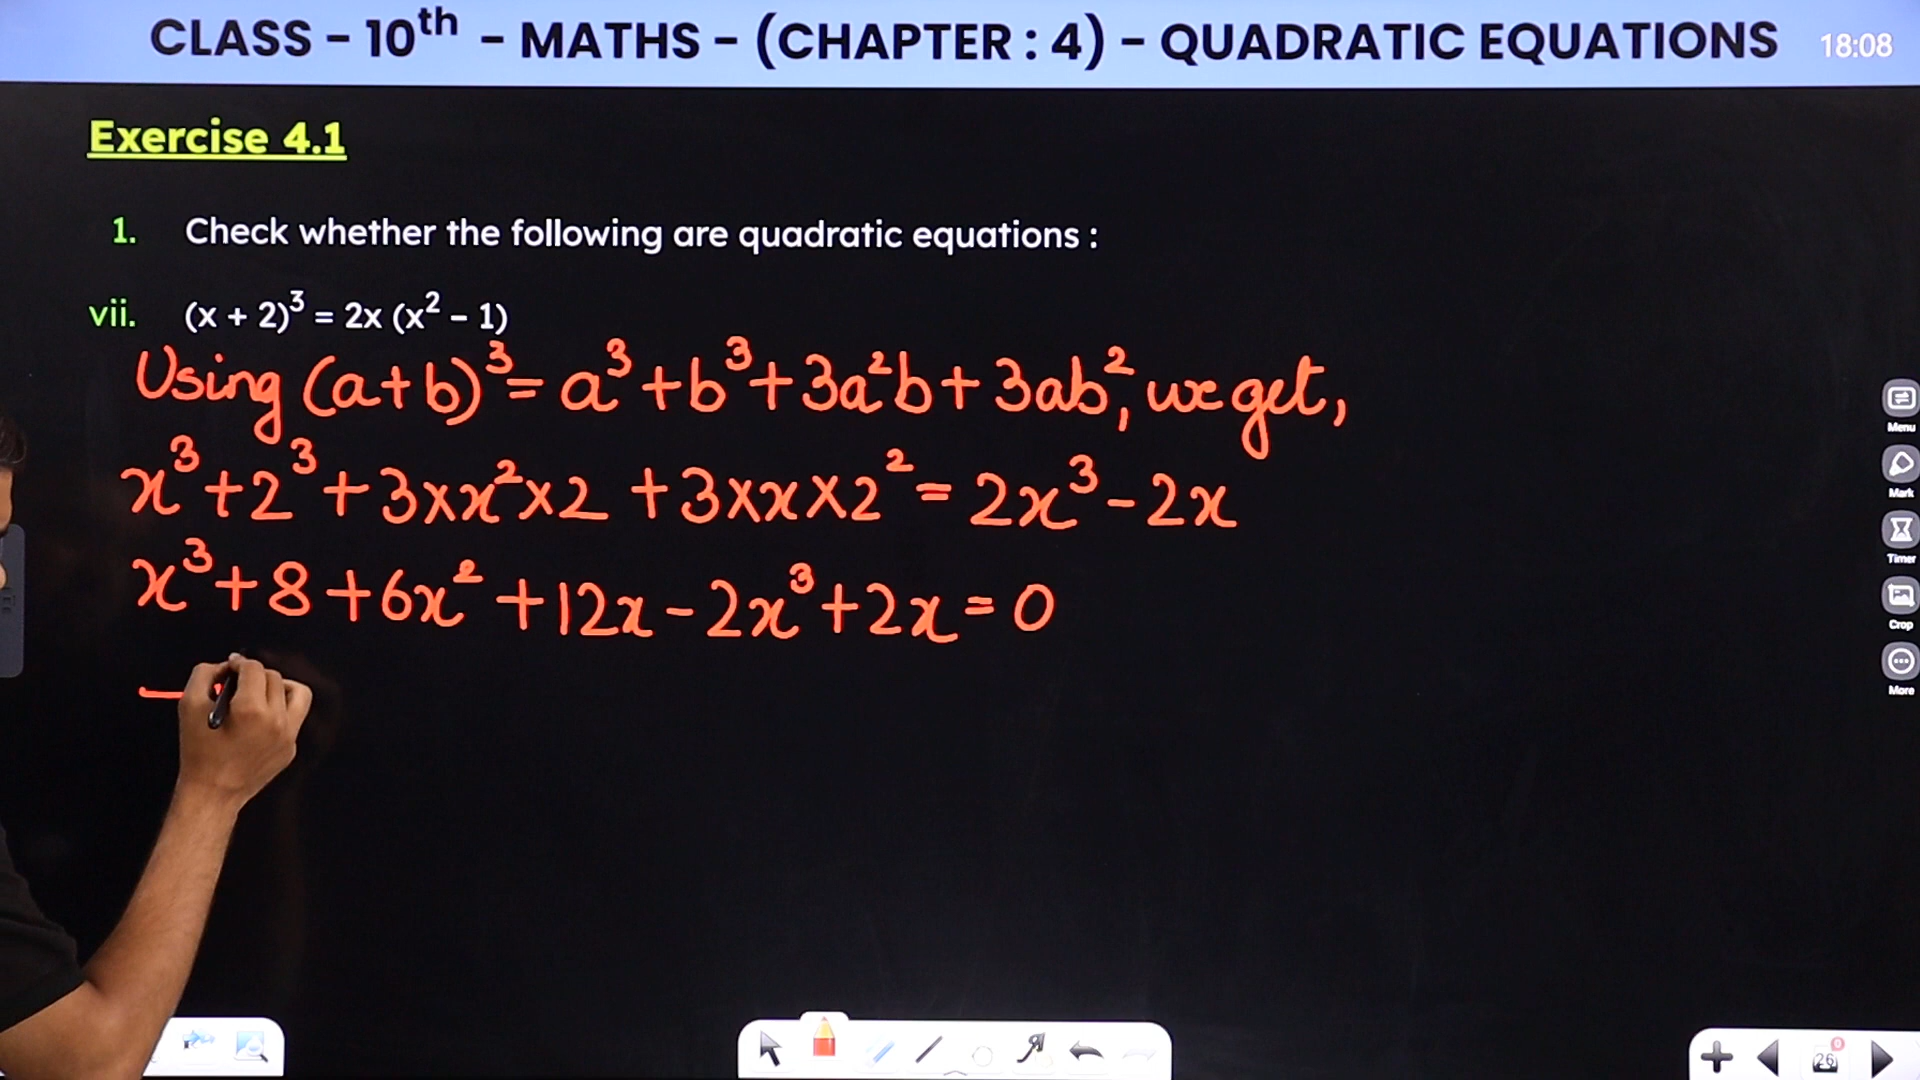 CLASS - 10th - MATHS - (CHAPTER : 4) - QUADRATIC EQUATIONS 18:08
Exercise 4.1
1. Check whether the following are quadratic equations :
vii. (x + 2)³ = 2x (x² - 1)
Using (a+b)³ = a³ + b³ + 3a²b + 3ab², we get,
x³ + 2³ + 3×x²×2 + 3×x×2² = 2x³ - 2x
x³ + 8 + 6x² + 12x - 2x³ + 2x = 0
Menu
Mark
Timer
Crop
More
0
26